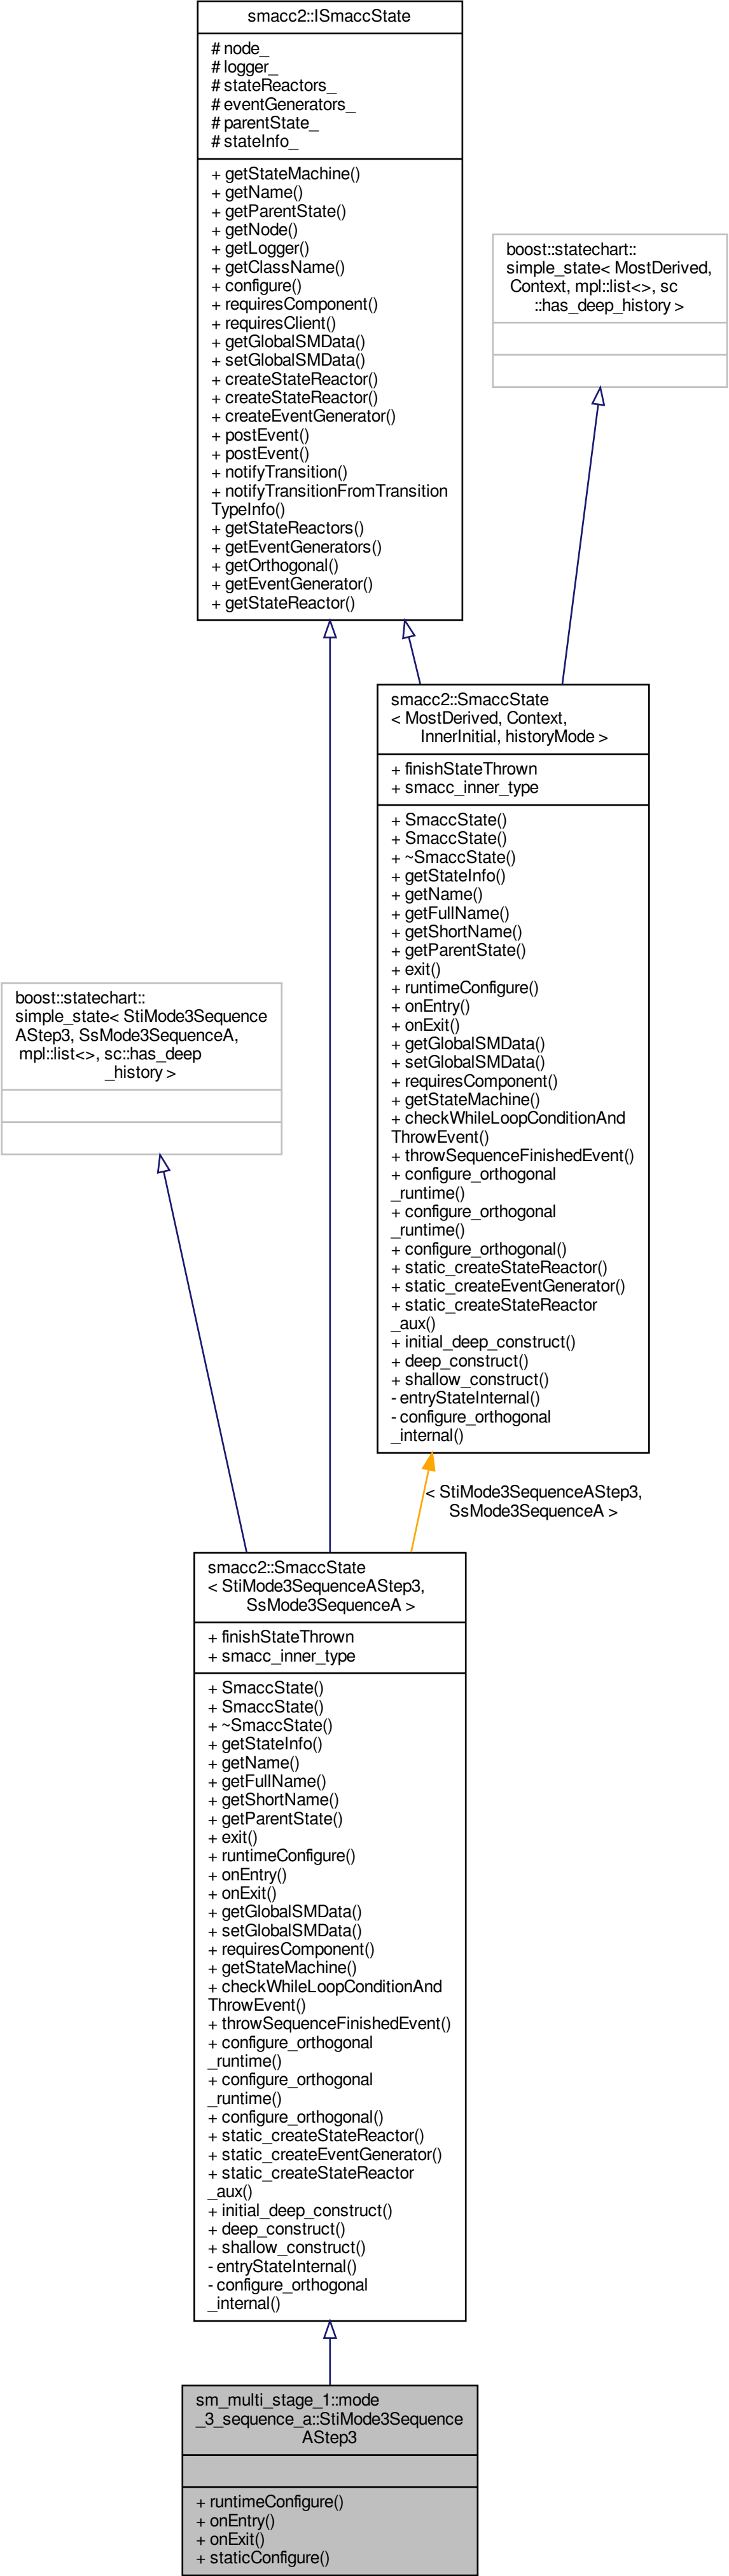 smacc2::ISmaccState
# node_
# logger_
# stateReactors_
# eventGenerators_
# parentState_
# stateInfo_
+ getStateMachine()
+ getName()
+ getParentState()
+ getNode()
+ getLogger()
+ getClassName()
+ configure()
+ requiresComponent()
+ requiresClient()
+ getGlobalSMData()
+ setGlobalSMData()
+ createStateReactor()
+ createStateReactor()
+ createEventGenerator()
+ postEvent()
+ postEvent()
+ notifyTransition()
+ notifyTransitionFromTransition
TypeInfo()
+ getStateReactors()
+ getEventGenerators()
+ getOrthogonal()
+ getEventGenerator()
+ getStateReactor()
boost::statechart::
simple_state< MostDerived,
Context, mpl::list<>, sc
::has_deep_history >
smacc2::SmaccState
< MostDerived, Context,
InnerInitial, historyMode >
+ finishStateThrown
+ smacc_inner_type
+ SmaccState()
+ SmaccState()
+ ~SmaccState()
+ getStateInfo()
+ getName()
+ getFullName()
+ getShortName()
+ getParentState()
+ exit()
+ runtimeConfigure()
+ onEntry()
+ onExit()
+ getGlobalSMData()
+ setGlobalSMData()
+ requiresComponent()
+ getStateMachine()
+ checkWhileLoopConditionAnd
ThrowEvent()
+ throwSequenceFinishedEvent()
+ configure_orthogonal
_runtime()
+ configure_orthogonal
_runtime()
+ configure_orthogonal()
+ static_createStateReactor()
+ static_createEventGenerator()
+ static_createStateReactor
_aux()
+ initial_deep_construct()
+ deep_construct()
+ shallow_construct()
- entryStateInternal()
- configure_orthogonal
_internal()
boost::statechart::
simple_state< StiMode3Sequence
AStep3, SsMode3SequenceA,
mpl::list<>, sc::has_deep
_history >
< StiMode3SequenceAStep3,
SsMode3SequenceA >
smacc2::SmaccState
< StiMode3SequenceAStep3,
SsMode3SequenceA >
+ finishStateThrown
+ smacc_inner_type
+ SmaccState()
+ SmaccState()
+ ~SmaccState()
+ getStateInfo()
+ getName()
+ getFullName()
+ getShortName()
+ getParentState()
+ exit()
+ runtimeConfigure()
+ onEntry()
+ onExit()
+ getGlobalSMData()
+ setGlobalSMData()
+ requiresComponent()
+ getStateMachine()
+ checkWhileLoopConditionAnd
ThrowEvent()
+ throwSequenceFinishedEvent()
+ configure_orthogonal
_runtime()
+ configure_orthogonal
_runtime()
+ configure_orthogonal()
+ static_createStateReactor()
+ static_createEventGenerator()
+ static_createStateReactor
_aux()
+ initial_deep_construct()
+ deep_construct()
+ shallow_construct()
- entryStateInternal()
- configure_orthogonal
_internal()
sm_multi_stage_1::mode
_3_sequence_a::StiMode3Sequence
AStep3
+ runtimeConfigure()
+ onEntry()
+ onExit()
+ staticConfigure()